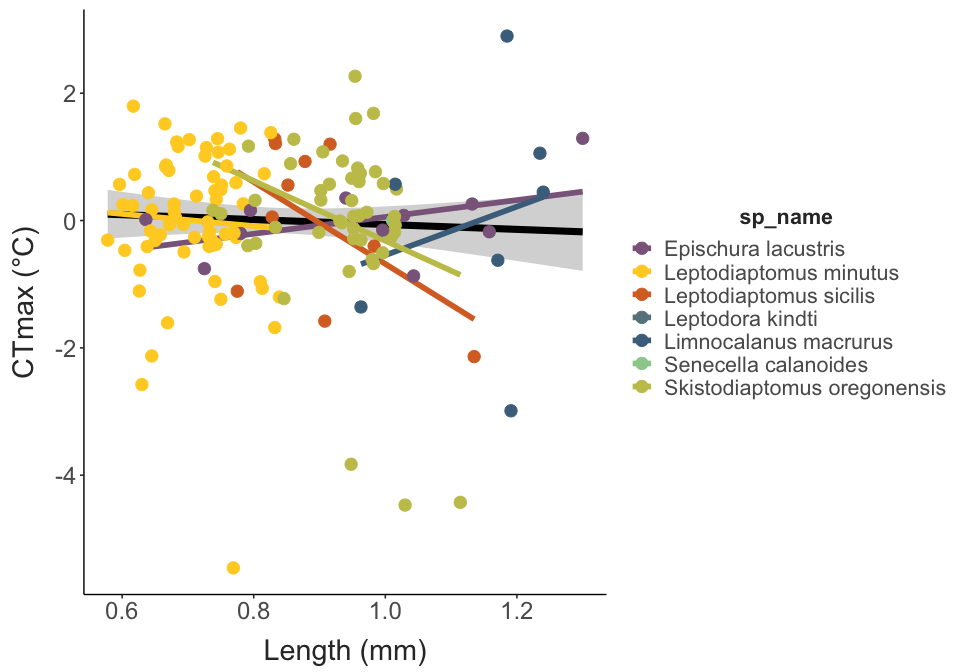 2
0
-2
-4
CTmax (°C)
0.6 0.8 1.0 1.2
Length (mm)
sp_name
Epischura lacustris
Leptodiaptomus minutus
Leptodiaptomus sicilis
Leptodora kindti
Limnocalanus macrurus
Senecella calanoides
Skistodiaptomus oregonensis